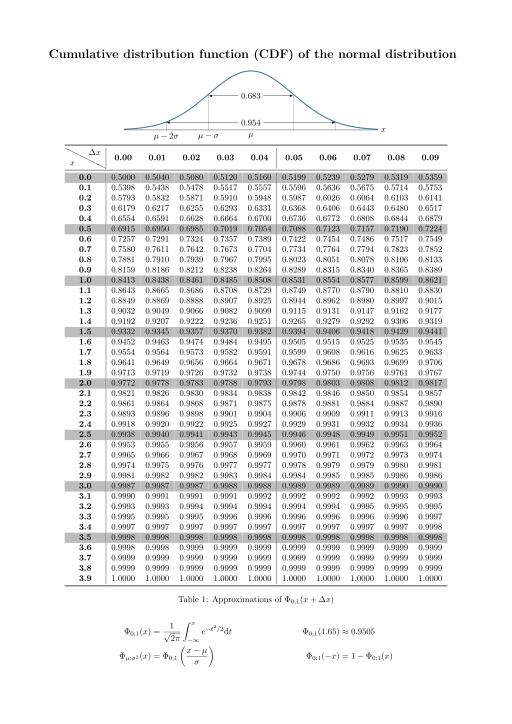 Cumulative distribution function (CDF) of the normal distribution
0.683
0.954
x
μ − 2σ μ − σ μ
Δx
x 0.00 0.01 0.02 0.03 0.04 0.05 0.06 0.07 0.08 0.09
0.0 0.5000 0.5040 0.5080 0.5120 0.5160 0.5199 0.5239 0.5279 0.5319 0.5359
0.1 0.5398 0.5438 0.5478 0.5517 0.5557 0.5596 0.5636 0.5675 0.5714 0.5753
0.2 0.5793 0.5832 0.5871 0.5910 0.5948 0.5987 0.6026 0.6064 0.6103 0.6141
0.3 0.6179 0.6217 0.6255 0.6293 0.6331 0.6368 0.6406 0.6443 0.6480 0.6517
0.4 0.6554 0.6591 0.6628 0.6664 0.6700 0.6736 0.6772 0.6808 0.6844 0.6879
0.5 0.6915 0.6950 0.6985 0.7019 0.7054 0.7088 0.7123 0.7157 0.7190 0.7224
0.6 0.7257 0.7291 0.7324 0.7357 0.7389 0.7422 0.7454 0.7486 0.7517 0.7549
0.7 0.7580 0.7611 0.7642 0.7673 0.7704 0.7734 0.7764 0.7794 0.7823 0.7852
0.8 0.7881 0.7910 0.7939 0.7967 0.7995 0.8023 0.8051 0.8078 0.8106 0.8133
0.9 0.8159 0.8186 0.8212 0.8238 0.8264 0.8289 0.8315 0.8340 0.8365 0.8389
1.0 0.8413 0.8438 0.8461 0.8485 0.8508 0.8531 0.8554 0.8577 0.8599 0.8621
1.1 0.8643 0.8665 0.8686 0.8708 0.8729 0.8749 0.8770 0.8790 0.8810 0.8830
1.2 0.8849 0.8869 0.8888 0.8907 0.8925 0.8944 0.8962 0.8980 0.8997 0.9015
1.3 0.9032 0.9049 0.9066 0.9082 0.9099 0.9115 0.9131 0.9147 0.9162 0.9177
1.4 0.9192 0.9207 0.9222 0.9236 0.9251 0.9265 0.9279 0.9292 0.9306 0.9319
1.5 0.9332 0.9345 0.9357 0.9370 0.9382 0.9394 0.9406 0.9418 0.9429 0.9441
1.6 0.9452 0.9463 0.9474 0.9484 0.9495 0.9505 0.9515 0.9525 0.9535 0.9545
1.7 0.9554 0.9564 0.9573 0.9582 0.9591 0.9599 0.9608 0.9616 0.9625 0.9633
1.8 0.9641 0.9649 0.9656 0.9664 0.9671 0.9678 0.9686 0.9693 0.9699 0.9706
1.9 0.9713 0.9719 0.9726 0.9732 0.9738 0.9744 0.9750 0.9756 0.9761 0.9767
2.0 0.9772 0.9778 0.9783 0.9788 0.9793 0.9798 0.9803 0.9808 0.9812 0.9817
2.1 0.9821 0.9826 0.9830 0.9834 0.9838 0.9842 0.9846 0.9850 0.9854 0.9857
2.2 0.9861 0.9864 0.9868 0.9871 0.9875 0.9878 0.9881 0.9884 0.9887 0.9890
2.3 0.9893 0.9896 0.9898 0.9901 0.9904 0.9906 0.9909 0.9911 0.9913 0.9916
2.4 0.9918 0.9920 0.9922 0.9925 0.9927 0.9929 0.9931 0.9932 0.9934 0.9936
2.5 0.9938 0.9940 0.9941 0.9943 0.9945 0.9946 0.9948 0.9949 0.9951 0.9952
2.6 0.9953 0.9955 0.9956 0.9957 0.9959 0.9960 0.9961 0.9962 0.9963 0.9964
2.7 0.9965 0.9966 0.9967 0.9968 0.9969 0.9970 0.9971 0.9972 0.9973 0.9974
2.8 0.9974 0.9975 0.9976 0.9977 0.9977 0.9978 0.9979 0.9979 0.9980 0.9981
2.9 0.9981 0.9982 0.9982 0.9983 0.9984 0.9984 0.9985 0.9985 0.9986 0.9986
3.0 0.9987 0.9987 0.9987 0.9988 0.9988 0.9989 0.9989 0.9989 0.9990 0.9990
3.1 0.9990 0.9991 0.9991 0.9991 0.9992 0.9992 0.9992 0.9992 0.9993 0.9993
3.2 0.9993 0.9993 0.9994 0.9994 0.9994 0.9994 0.9994 0.9995 0.9995 0.9995
3.3 0.9995 0.9995 0.9995 0.9996 0.9996 0.9996 0.9996 0.9996 0.9996 0.9997
3.4 0.9997 0.9997 0.9997 0.9997 0.9997 0.9997 0.9997 0.9997 0.9997 0.9998
3.5 0.9998 0.9998 0.9998 0.9998 0.9998 0.9998 0.9998 0.9998 0.9998 0.9998
3.6 0.9998 0.9998 0.9999 0.9999 0.9999 0.9999 0.9999 0.9999 0.9999 0.9999
3.7 0.9999 0.9999 0.9999 0.9999 0.9999 0.9999 0.9999 0.9999 0.9999 0.9999
3.8 0.9999 0.9999 0.9999 0.9999 0.9999 0.9999 0.9999 0.9999 0.9999 0.9999
3.9 1.0000 1.0000 1.0000 1.0000 1.0000 1.0000 1.0000 1.0000 1.0000 1.0000
Table 1: Approximations of Φ₀;₁(x + Δx)
Φ₀;₁(x) = 1/√2π ∫_{−∞}^{x} e^{−t²/2}dt Φ₀;₁(1.65) ≈ 0.9505
Φ_{μ;σ²}(x) = Φ₀;₁((x − μ)/σ) Φ₀;₁(−x) = 1 − Φ₀;₁(x)